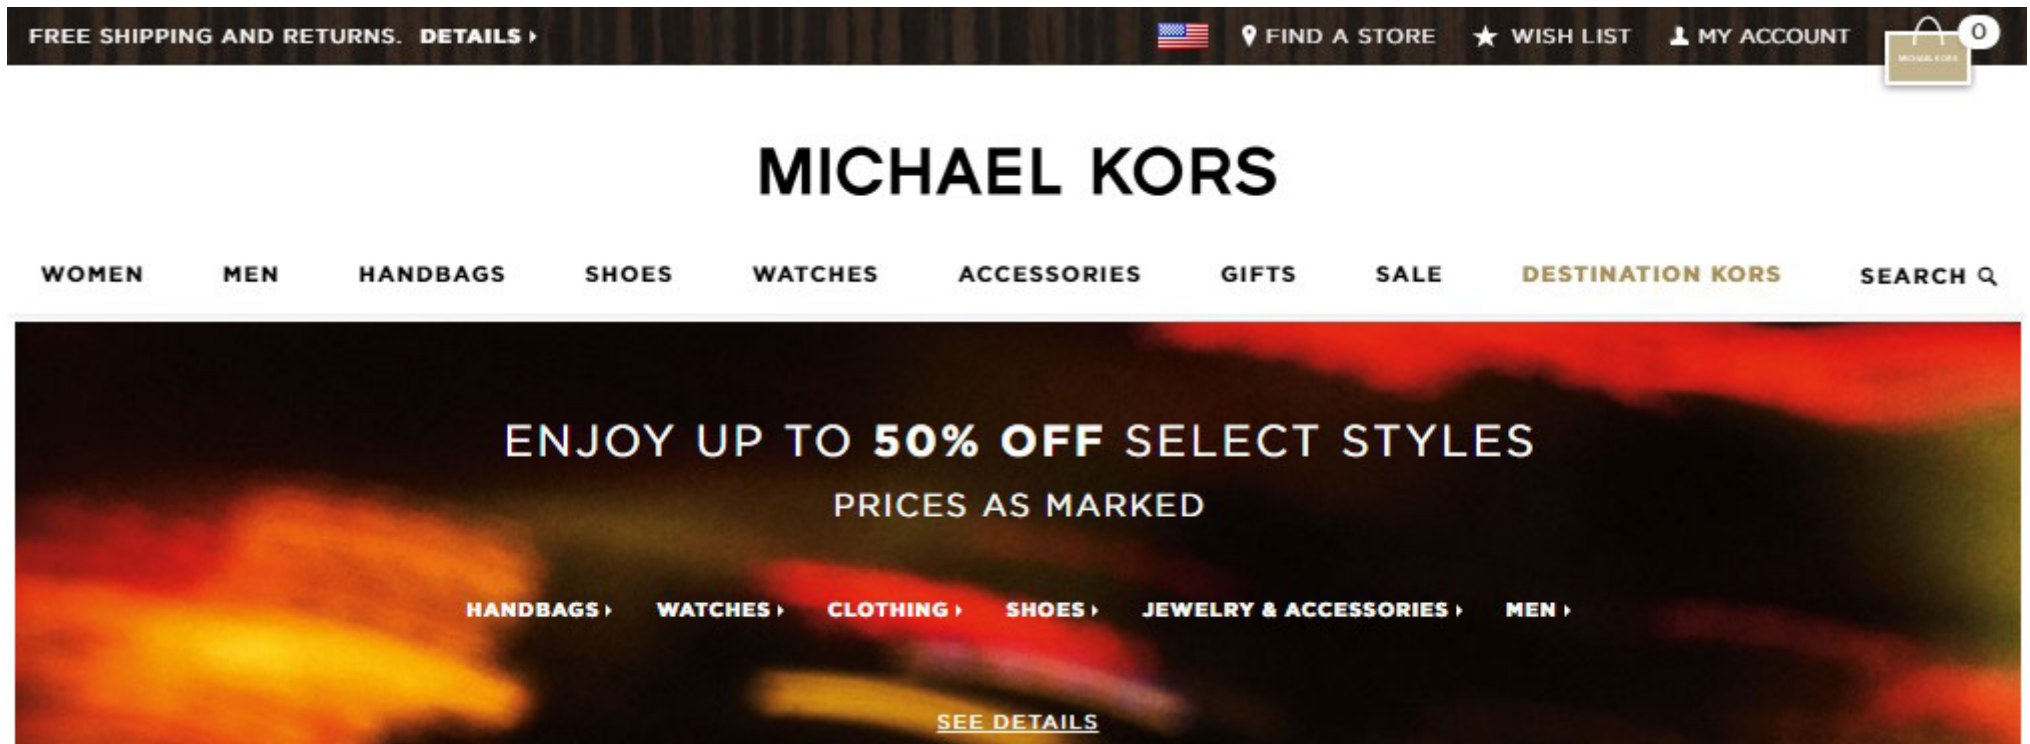 FREE SHIPPING AND RETURNS. DETAILS
FIND A STORE
WISH LIST
MY ACCOUNT
0
MICHAEL KORS
MICHAEL KORS
WOMEN MEN HANDBAGS SHOES WATCHES ACCESSORIES GIFTS SALE DESTINATION KORS SEARCH
ENJOY UP TO 50% OFF SELECT STYLES
PRICES AS MARKED
HANDBAGS WATCHES CLOTHING SHOES JEWELRY & ACCESSORIES MEN
SEE DETAILS